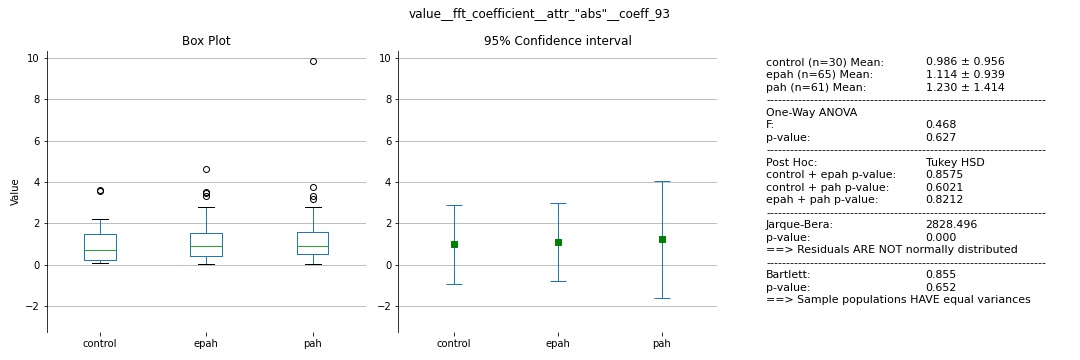 value__fft_coefficient__attr_"abs"__coeff_93
Box Plot
10
8
6
4
2
0
−2
Value
control
epah
pah
95% Confidence interval
10
8
6
4
2
0
−2
control
epah
pah
control (n=30) Mean: 0.986 ± 0.956
epah (n=65) Mean: 1.114 ± 0.939
pah (n=61) Mean: 1.230 ± 1.414
One-Way ANOVA
F: 0.468
p-value: 0.627
Post Hoc: Tukey HSD
control + epah p-value: 0.8575
control + pah p-value: 0.6021
epah + pah p-value: 0.8212
Jarque-Bera: 2828.496
p-value: 0.000
==> Residuals ARE NOT normally distributed
Bartlett: 0.855
p-value: 0.652
==> Sample populations HAVE equal variances